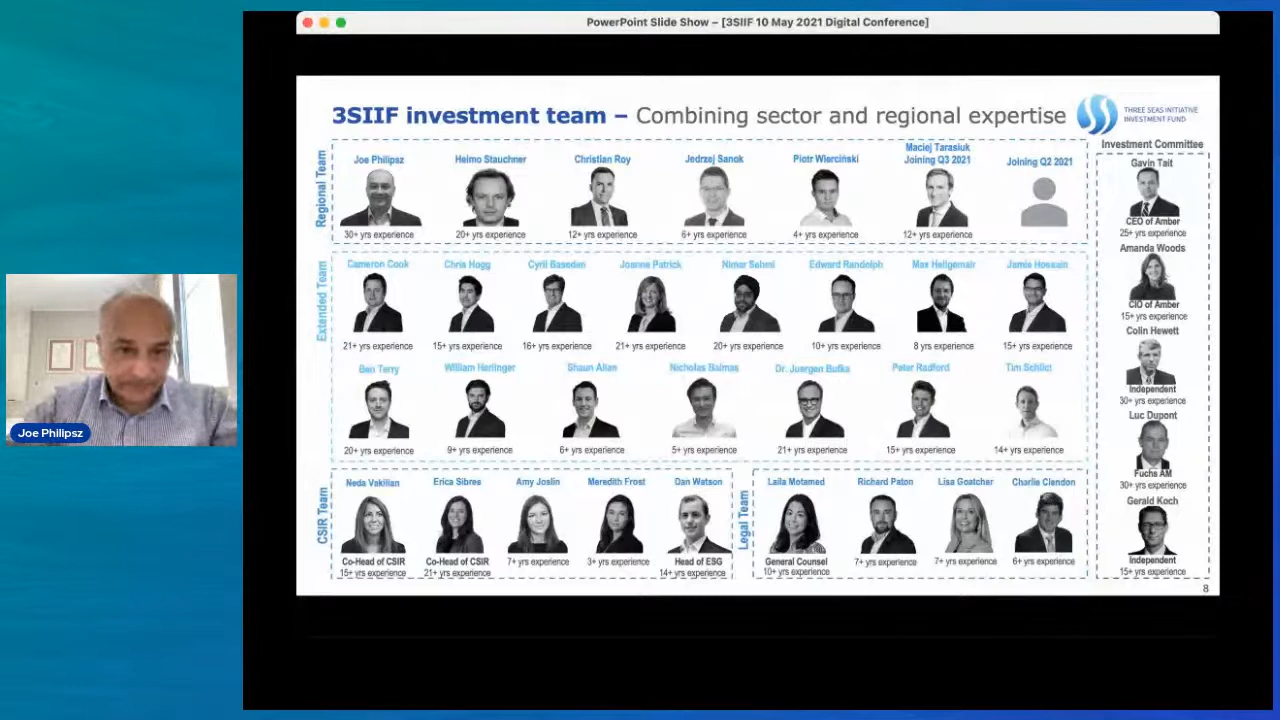 PowerPoint Slide Show – [3SIIF 10 May 2021 Digital Conference]
3SIIF investment team – Combining sector and regional expertise
THREE SEAS INITIATIVE
INVESTMENT FUND
Regional Team
Joe Philipsz
30+ yrs experience
Heimo Stauchner
20+ yrs experience
Christian Roy
12+ yrs experience
Jedrzej Sanok
6+ yrs experience
Piotr Wierciński
4+ yrs experience
Maciej Tarasiuk
Joining Q3 2021
12+ yrs experience
Joining Q2 2021
Extended Team
Cameron Cook
21+ yrs experience
Chris Hogg
15+ yrs experience
Cyril Baseden
16+ yrs experience
Joanne Patrick
21+ yrs experience
Nimar Sehmi
20+ yrs experience
Edward Randolph
10+ yrs experience
Max Helmgemair
8 yrs experience
Jamie Hossain
15+ yrs experience
Ben Terry
20+ yrs experience
William Herlinger
9+ yrs experience
Shaun Allan
6+ yrs experience
Nicholas Balmas
5+ yrs experience
Dr. Juergen Bufka
21+ yrs experience
Peter Radford
15+ yrs experience
Tim Schlict
14+ yrs experience
CSIR Team
Neda Vakilian
Co-Head of CSIR
15+ yrs experience
Erica Sibree
Co-Head of CSIR
21+ yrs experience
Amy Joslin
7+ yrs experience
Meredith Frost
3+ yrs experience
Dan Watson
Head of ESG
14+ yrs experience
Legal Team
Laila Motamed
General Counsel
10+ yrs experience
Richard Paton
7+ yrs experience
Lisa Goatcher
7+ yrs experience
Charlie Clendon
6+ yrs experience
Investment Committee
Gavin Tait
CEO of Amber
25+ yrs experience
Amanda Woods
CIO of Amber
15+ yrs experience
Colin Hewett
Independent
30+ yrs experience
Luc Dupont
Fuchs AM
30+ yrs experience
Gerald Koch
Independent
15+ yrs experience
8
Joe Philipsz